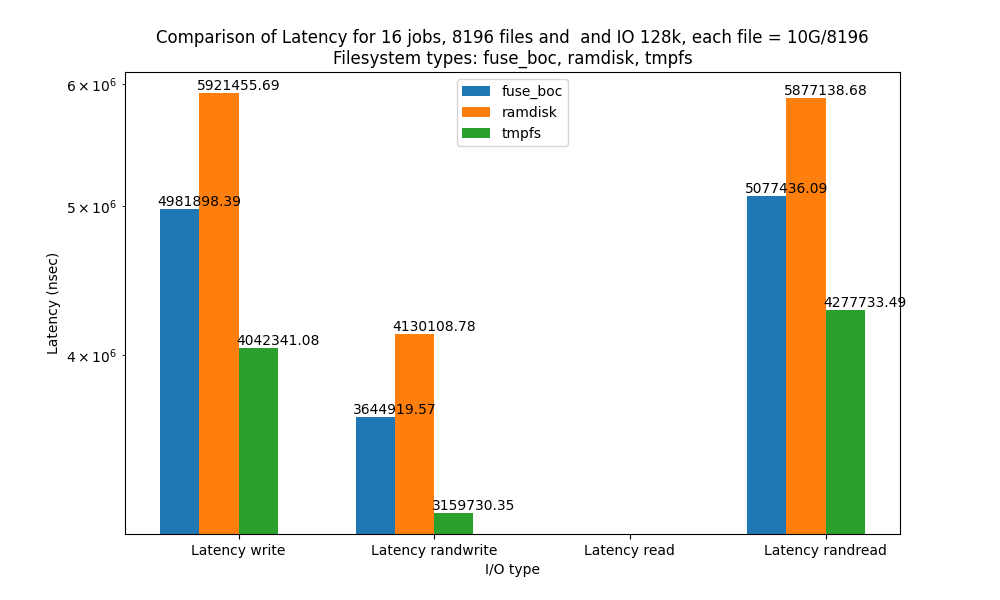 Comparison of Latency for 16 jobs, 8196 files and  and IO 128k, each file = 10G/8196
Filesystem types: fuse_boc, ramdisk, tmpfs
6 × 10⁶
5 × 10⁶
4 × 10⁶
Latency (nsec)
fuse_boc
ramdisk
tmpfs
4981898.39
5921455.69
4042341.08
3644919.57
4130108.78
3159730.35
5077436.09
5877138.68
4277733.49
Latency write
Latency randwrite
Latency read
Latency randread
I/O type